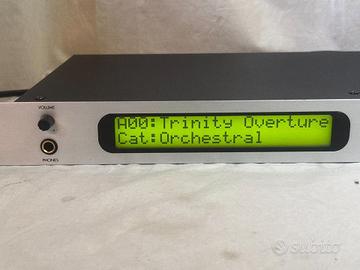 VOLUME
A00:Trinity Overture
Cat:Orchestral
PHONES
subito